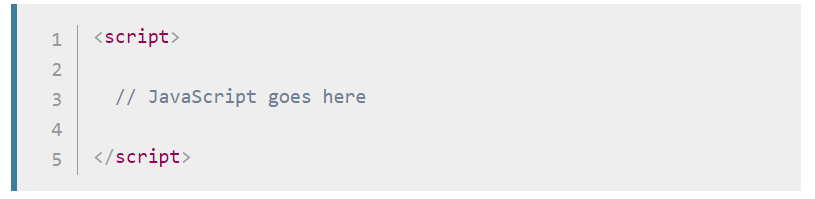 1 <script>
2
3 // JavaScript goes here
4
5 </script>